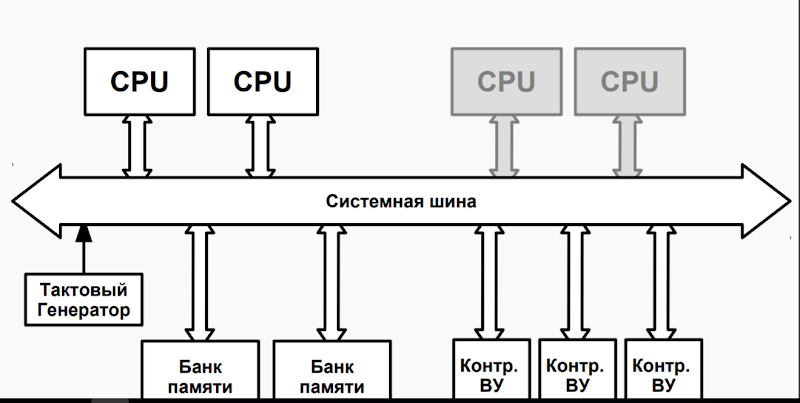 CPU
CPU
CPU
CPU
Системная шина
Тактовый
Генератор
Банк
памяти
Банк
памяти
Контр.
ВУ
Контр.
ВУ
Контр.
ВУ